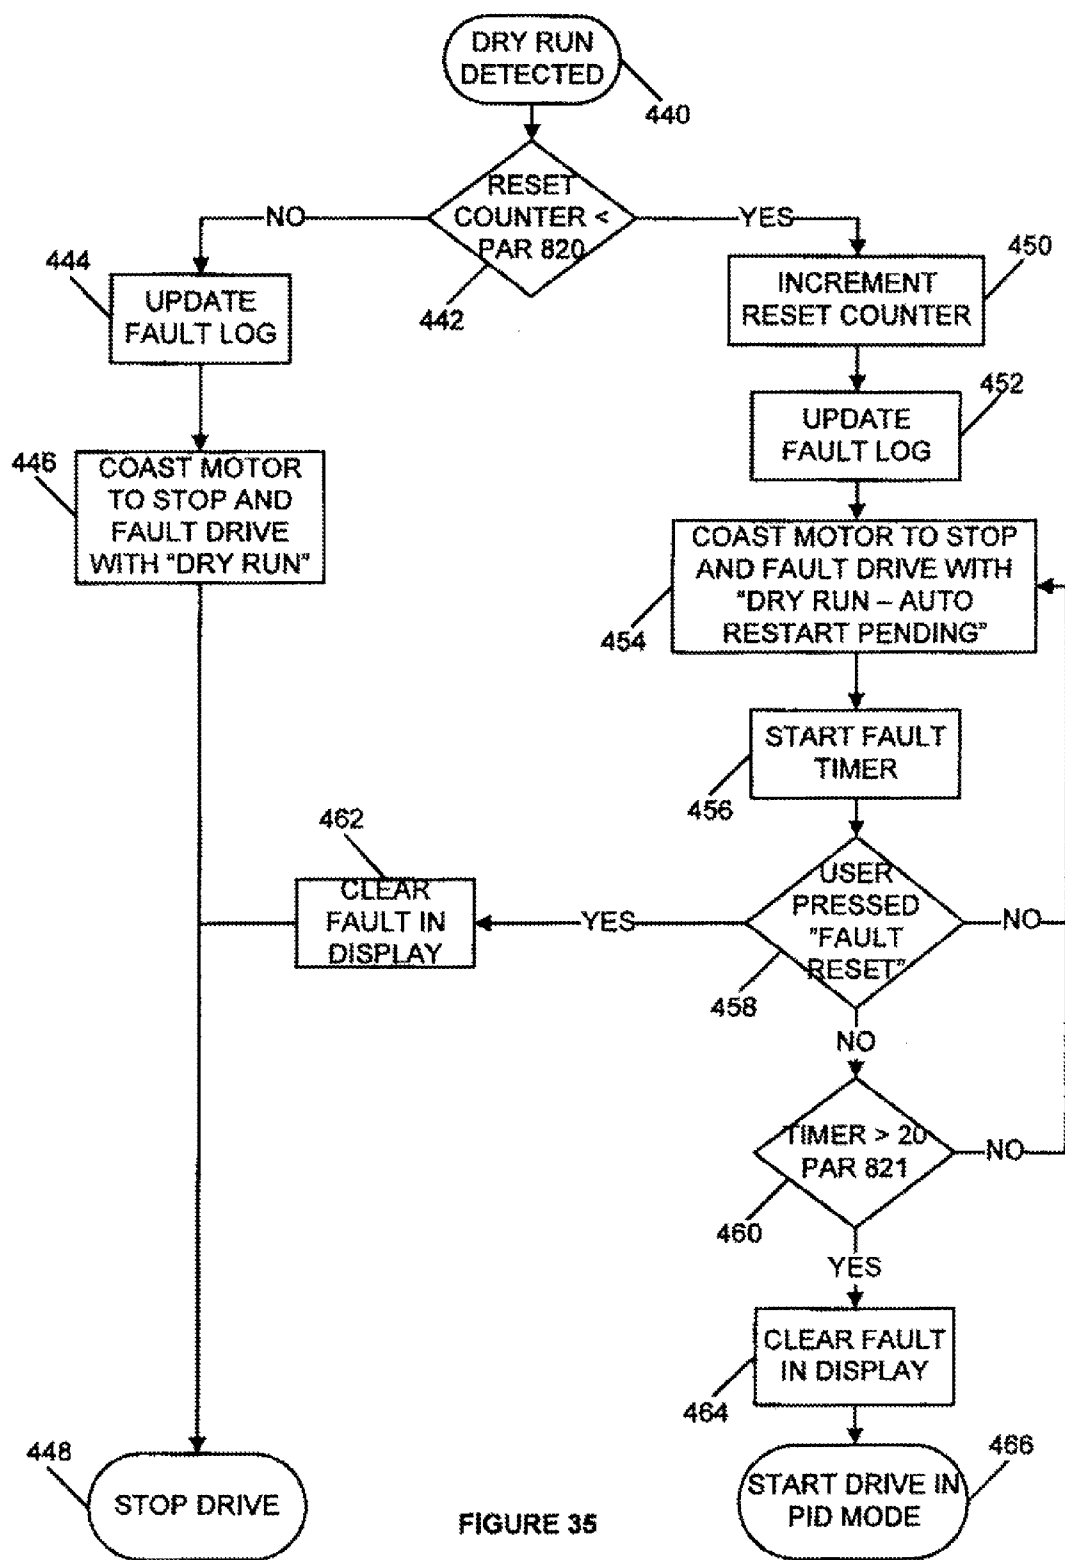 DRY RUN
DETECTED
440
RESET
COUNTER <
PAR 820
442
NO
YES
444
UPDATE
FAULT LOG
450
INCREMENT
RESET COUNTER
452
UPDATE
FAULT LOG
446
COAST MOTOR
TO STOP AND
FAULT DRIVE
WITH "DRY RUN"
COAST MOTOR TO STOP
AND FAULT DRIVE WITH
"DRY RUN – AUTO
RESTART PENDING"
454
START FAULT
TIMER
456
462
CLEAR
FAULT IN
DISPLAY
YES
USER
PRESSED
"FAULT
RESET"
NO
458
NO
TIMER > 20
PAR 821
NO
460
YES
CLEAR FAULT
IN DISPLAY
464
448
STOP DRIVE
466
START DRIVE IN
PID MODE
FIGURE 35